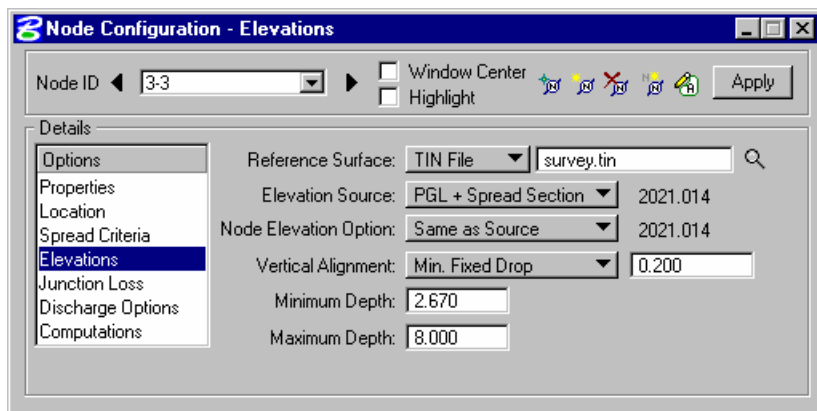 Node Configuration - Elevations
Node ID 3-3 Window Center Apply
Highlight
Details
Options
Properties
Location
Spread Criteria
Elevations
Junction Loss
Discharge Options
Computations
Reference Surface: TIN File survey.tin
Elevation Source: PGL + Spread Section 2021.014
Node Elevation Option: Same as Source 2021.014
Vertical Alignment: Min. Fixed Drop 0.200
Minimum Depth: 2.670
Maximum Depth: 8.000